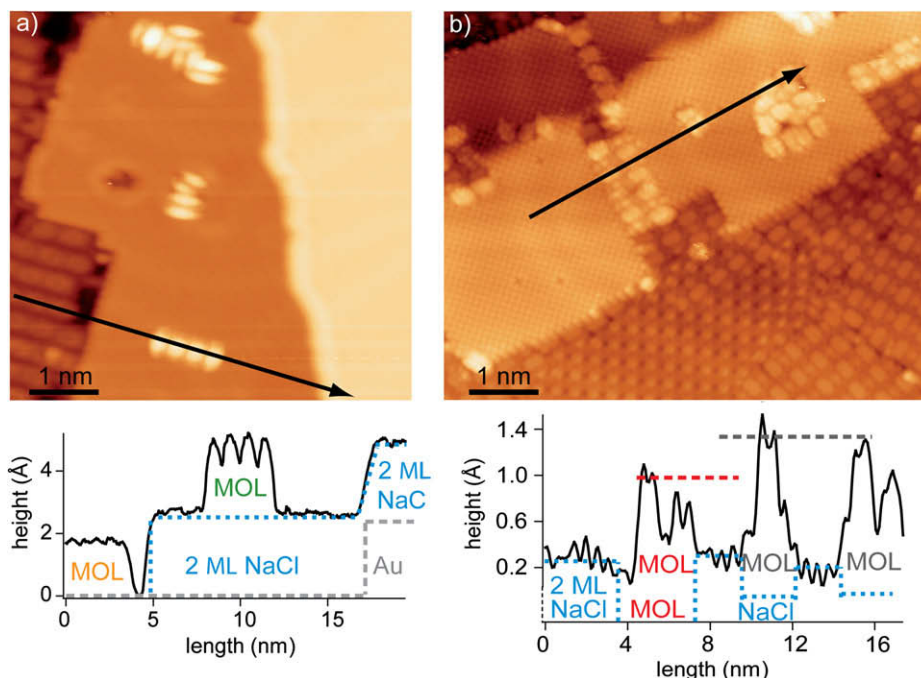 a)
1 nm
b)
1 nm
height (Å)
4
2
0
MOL
MOL
2 ML NaCl
2 ML
NaC
Au
0
5
10
15
length (nm)
height (Å)
1.4
1.0
0.6
0.2
2 ML
NaCl
MOL
MOL
MOL
NaCl
MOL
0
4
8
12
16
length (nm)